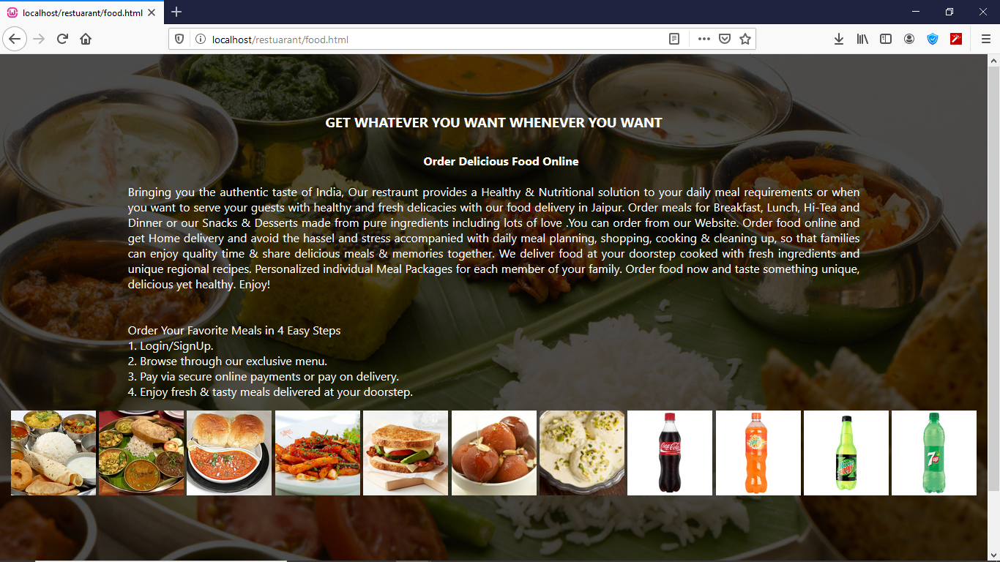 localhost/restuarant/food.html
localhost/restuarant/food.html
GET WHATEVER YOU WANT WHENEVER YOU WANT
Order Delicious Food Online
Bringing you the authentic taste of India, Our restraunt provides a Healthy & Nutritional solution to your daily meal requirements or when
you want to serve your guests with healthy and fresh delicacies with our food delivery in Jaipur. Order meals for Breakfast, Lunch, Hi-Tea and
Dinner or our Snacks & Desserts made from pure ingredients including lots of love .You can order from our Website. Order food online and
get Home delivery and avoid the hassel and stress accompanied with daily meal planning, shopping, cooking & cleaning up, so that families
can enjoy quality time & share delicious meals & memories together. We deliver food at your doorstep cooked with fresh ingredients and
unique regional recipes. Personalized individual Meal Packages for each member of your family. Order food now and taste something unique,
delicious yet healthy. Enjoy!
Order Your Favorite Meals in 4 Easy Steps
1. Login/SignUp.
2. Browse through our exclusive menu.
3. Pay via secure online payments or pay on delivery.
4. Enjoy fresh & tasty meals delivered at your doorstep.
Coca-Cola
7up